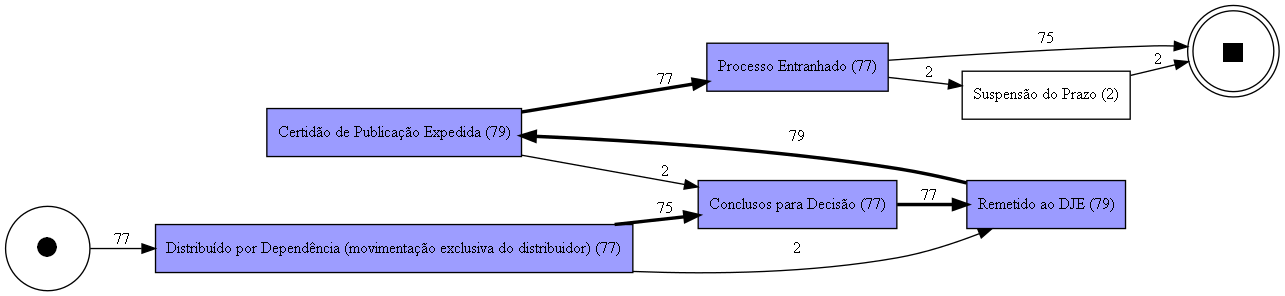 75
Processo Entranhado (77)
2
2
77
Suspensão do Prazo (2)
Certidão de Publicação Expedida (79)
79
2
Conclusos para Decisão (77)
77
Remetido ao DJE (79)
75
77
Distribuído por Dependência (movimentação exclusiva do distribuidor) (77)
2